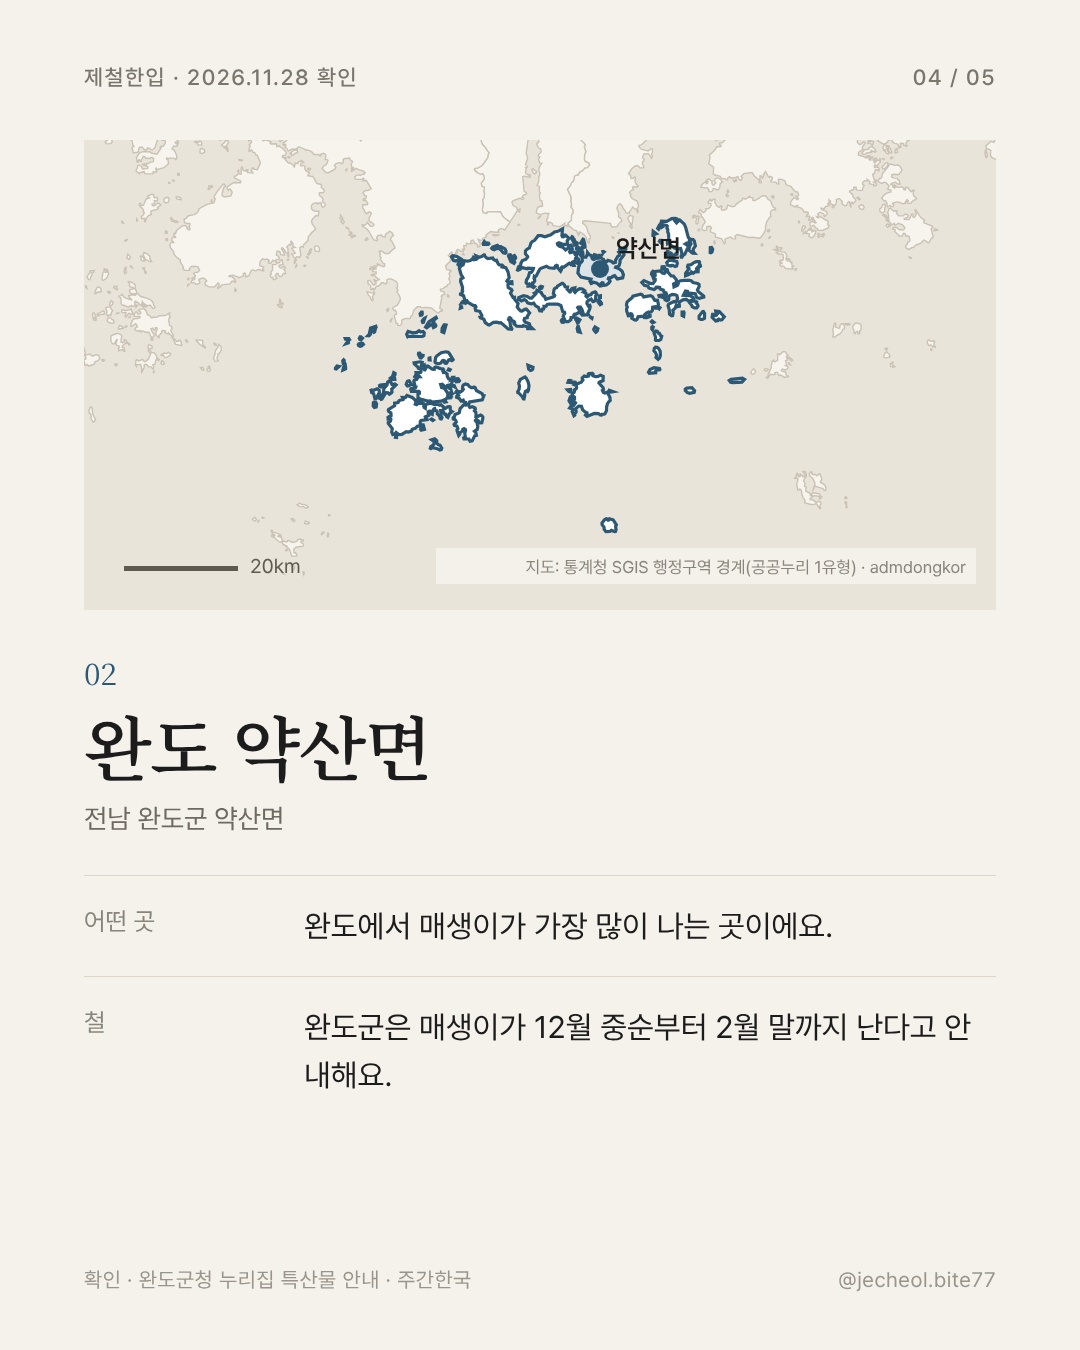 제철한입 · 2026.11.28 확인
04 / 05
약산면
20km
지도: 통계청 SGIS 행정구역 경계(공공누리 1유형) · admdongkor
02
완도 약산면
전남 완도군 약산면
어떤 곳
완도에서 매생이가 가장 많이 나는 곳이에요.
철
완도군은 매생이가 12월 중순부터 2월 말까지 난다고 안
내해요.
확인 · 완도군청 누리집 특산물 안내 · 주간한국
@jecheol.bite77